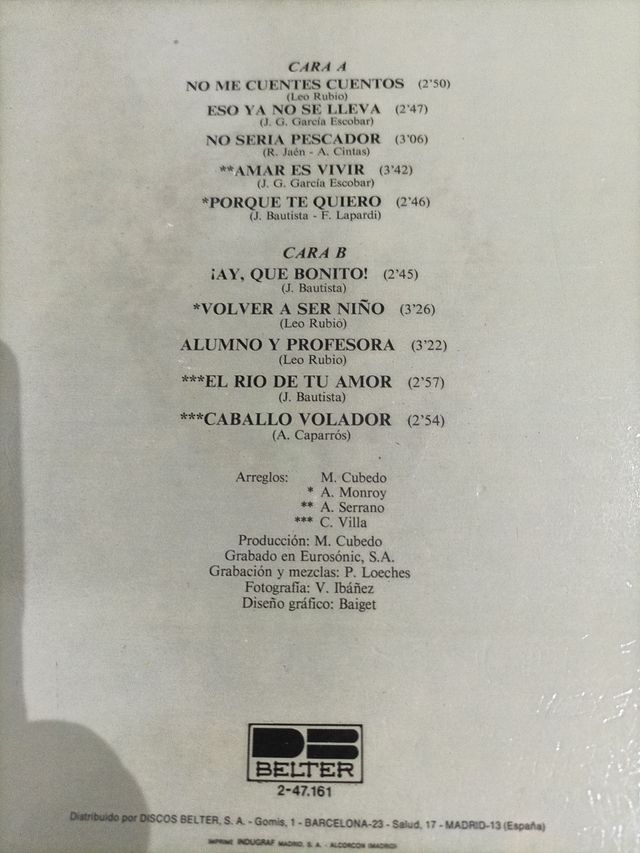 CARA A
NO ME CUENTES CUENTOS (2'50)
(Leo Rubio)
ESO YA NO SE LLEVA (2'47)
(J. G. García Escobar)
NO SERIA PESCADOR (3'06)
(R. Jaén - A. Cintas)
**AMAR ES VIVIR (3'42)
(J. G. García Escobar)
*PORQUE TE QUIERO (2'46)
(J. Bautista - F. Lapardi)
CARA B
¡AY, QUE BONITO! (2'45)
(J. Bautista)
*VOLVER A SER NIÑO (3'26)
(Leo Rubio)
ALUMNO Y PROFESORA (3'22)
(Leo Rubio)
***EL RIO DE TU AMOR (2'57)
(J. Bautista)
***CABALLO VOLADOR (2'54)
(A. Caparrós)
Arreglos: M. Cubedo
* A. Monroy
** A. Serrano
*** C. Villa
Producción: M. Cubedo
Grabado en Eurosónic, S.A.
Grabación y mezclas: P. Loeches
Fotografía: V. Ibáñez
Diseño gráfico: Baiget
BELTER
2-47.161
Distribuido por DISCOS BELTER, S. A. - Gomis, 1 - BARCELONA-23 - Salud, 17 - MADRID-13 (España)
IMPRIME INDUGRAF MADRID, S. A. - ALCORCON (MADRID)